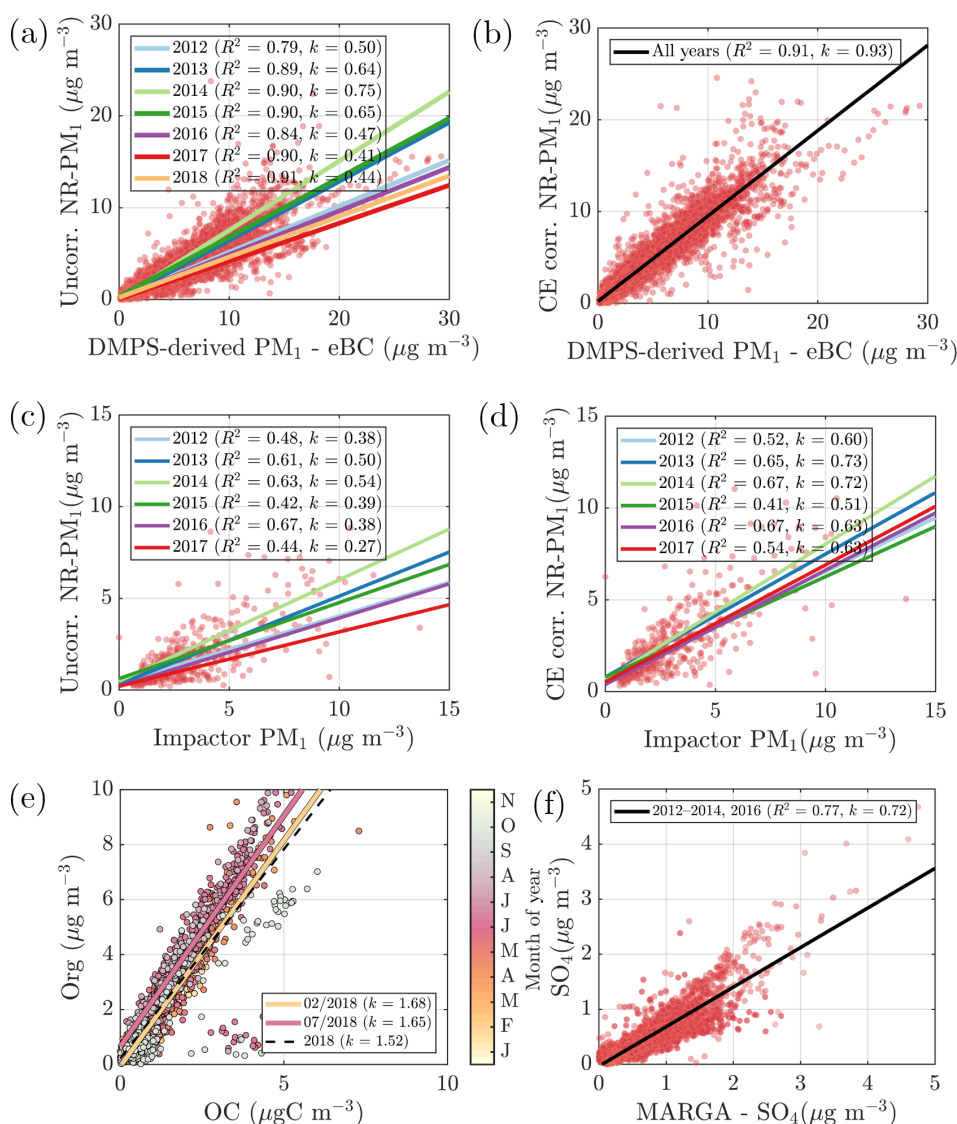 (a)
Uncorr. NR-PM₁ (μg m⁻³)
30
20
10
0
2012 (R² = 0.79, k = 0.50)
2013 (R² = 0.89, k = 0.64)
2014 (R² = 0.90, k = 0.75)
2015 (R² = 0.90, k = 0.65)
2016 (R² = 0.84, k = 0.47)
2017 (R² = 0.90, k = 0.41)
2018 (R² = 0.91, k = 0.44)
0 10 20 30
DMPS-derived PM₁ - eBC (μg m⁻³)
(b)
CE corr. NR-PM₁(μg m⁻³)
30
20
10
0
All years (R² = 0.91, k = 0.93)
0 10 20 30
DMPS-derived PM₁ - eBC (μg m⁻³)
(c)
Uncorr. NR-PM₁(μg m⁻³)
15
10
5
0
2012 (R² = 0.48, k = 0.38)
2013 (R² = 0.61, k = 0.50)
2014 (R² = 0.63, k = 0.54)
2015 (R² = 0.42, k = 0.39)
2016 (R² = 0.67, k = 0.38)
2017 (R² = 0.44, k = 0.27)
0 5 10 15
Impactor PM₁ (μg m⁻³)
(d)
CE corr. NR-PM₁(μg m⁻³)
15
10
5
0
2012 (R² = 0.52, k = 0.60)
2013 (R² = 0.65, k = 0.73)
2014 (R² = 0.67, k = 0.72)
2015 (R² = 0.41, k = 0.51)
2016 (R² = 0.67, k = 0.63)
2017 (R² = 0.54, k = 0.63)
0 5 10 15
Impactor PM₁(μg m⁻³)
(e)
Org (μg m⁻³)
10
8
6
4
2
0
02/2018 (k = 1.68)
07/2018 (k = 1.65)
2018 (k = 1.52)
0 5 10
OC (μgC m⁻³)
N
O
S
A
J
J
M
A
M
F
J
Month of year
(f)
SO₄(μg m⁻³)
5
4
3
2
1
0
2012–2014, 2016 (R² = 0.77, k = 0.72)
0 1 2 3 4 5
MARGA - SO₄(μg m⁻³)